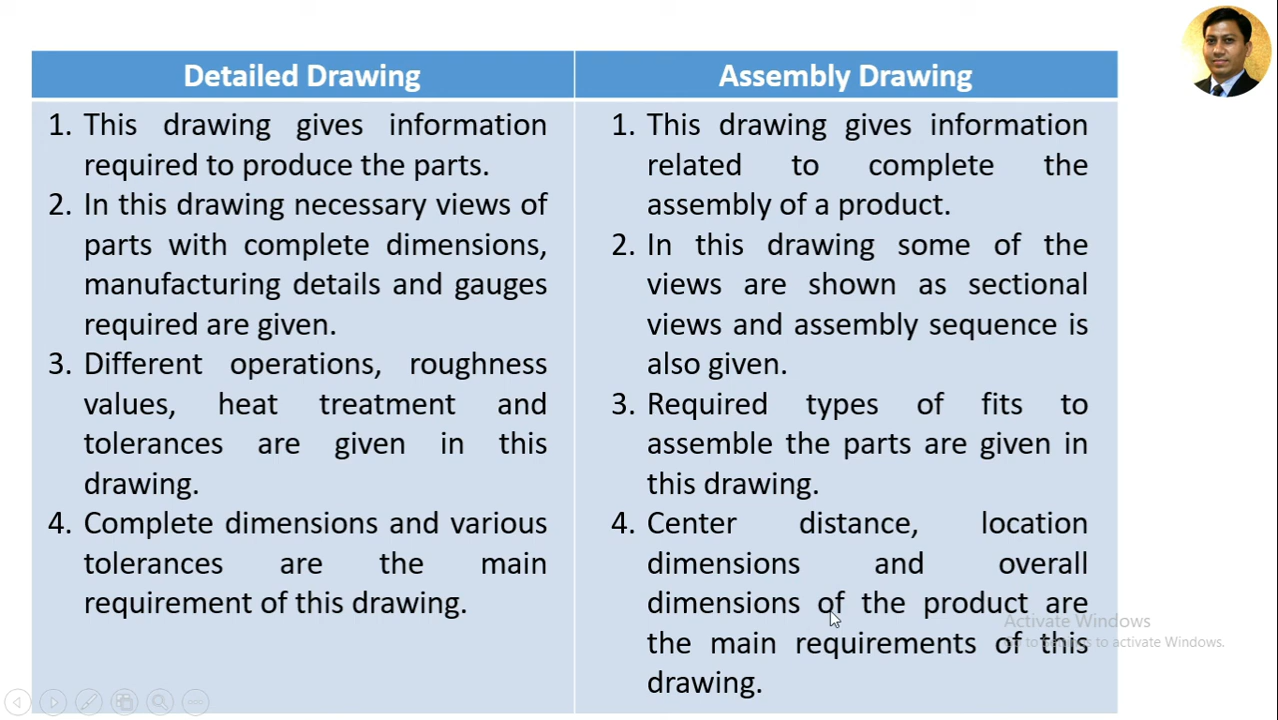 Detailed Drawing
1. This drawing gives information
required to produce the parts.
2. In this drawing necessary views of
parts with complete dimensions,
manufacturing details and gauges
required are given.
3. Different operations, roughness
values, heat treatment and
tolerances are given in this
drawing.
4. Complete dimensions and various
tolerances are the main
requirement of this drawing.
Assembly Drawing
1. This drawing gives information
related to complete the
assembly of a product.
2. In this drawing some of the
views are shown as sectional
views and assembly sequence is
also given.
3. Required types of fits to
assemble the parts are given in
this drawing.
4. Center distance, location
dimensions and overall
dimensions of the product are
the main requirements of this
drawing.
Activate Windows
Go to Settings to activate Windows.